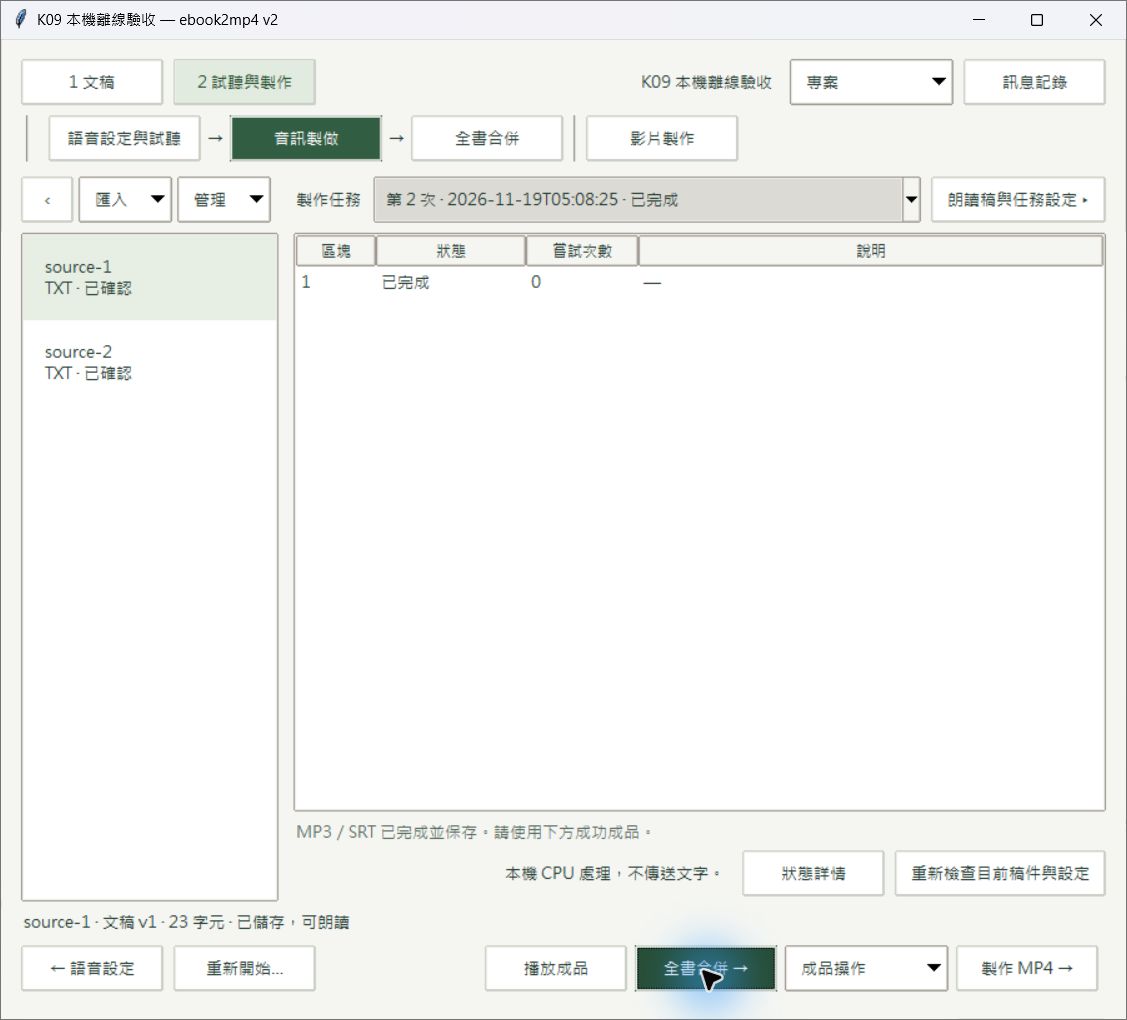 K09 本機離線驗收 — ebook2mp4 v2
1 文稿
2 試聽與製作
K09 本機離線驗收
專案
訊息記錄
語音設定與試聽
→
音訊製做
→
全書合併
影片製作
‹
匯入
管理
製作任務
第 2 次 · 2026-11-19T05:08:25 · 已完成
朗讀稿與任務設定 ▸
source-1
TXT · 已確認
source-2
TXT · 已確認
區塊 狀態 嘗試次數 說明
1 已完成 0 —
MP3 / SRT 已完成並保存。請使用下方成功成品。
本機 CPU 處理，不傳送文字。
狀態詳情
重新檢查目前稿件與設定
source-1 · 文稿 v1 · 23 字元 · 已儲存，可朗讀
← 語音設定
重新開始...
播放成品
全書合併 →
成品操作
製作 MP4 →